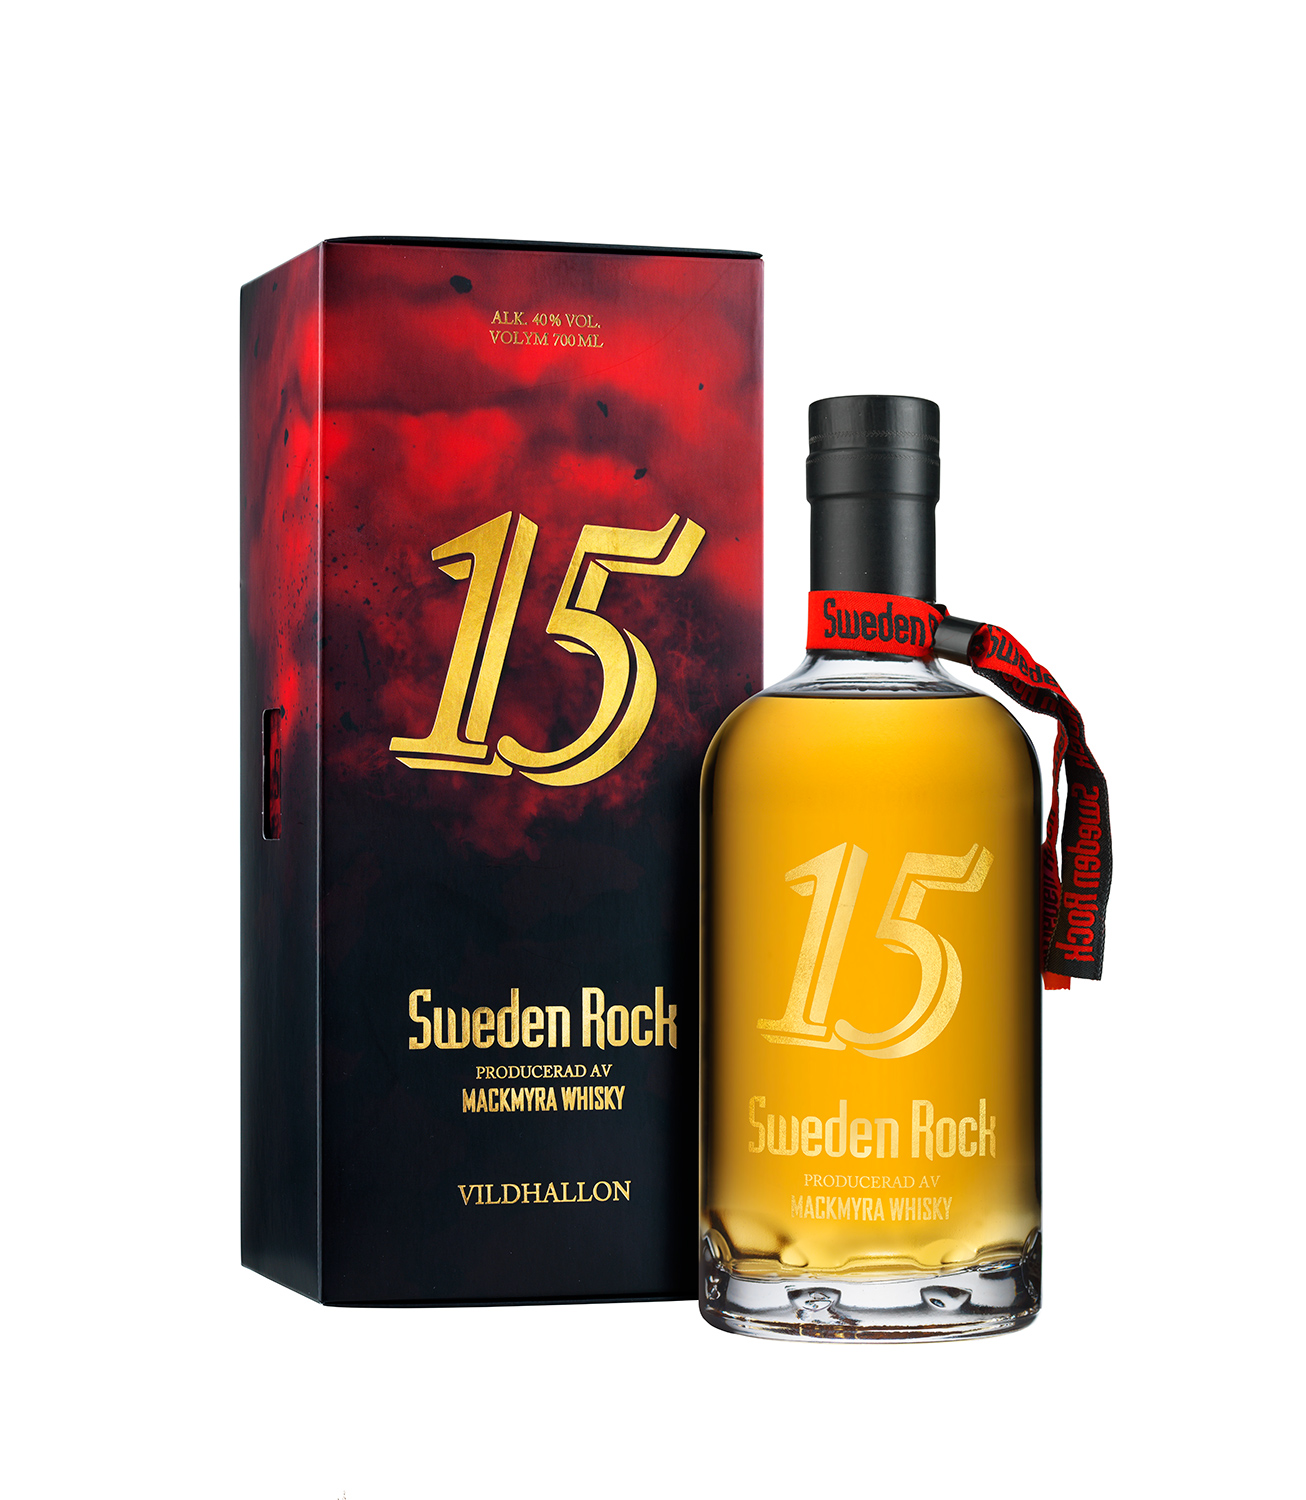 ALK. 40% VOL.
VOLYM 700 ML
15
Sweden Rock
PRODUCERAD AV
MACKMYRA WHISKY
VILDHALLON
Sweden
Sweden Rock
15
Sweden Rock
PRODUCERAD AV
MACKMYRA WHISKY